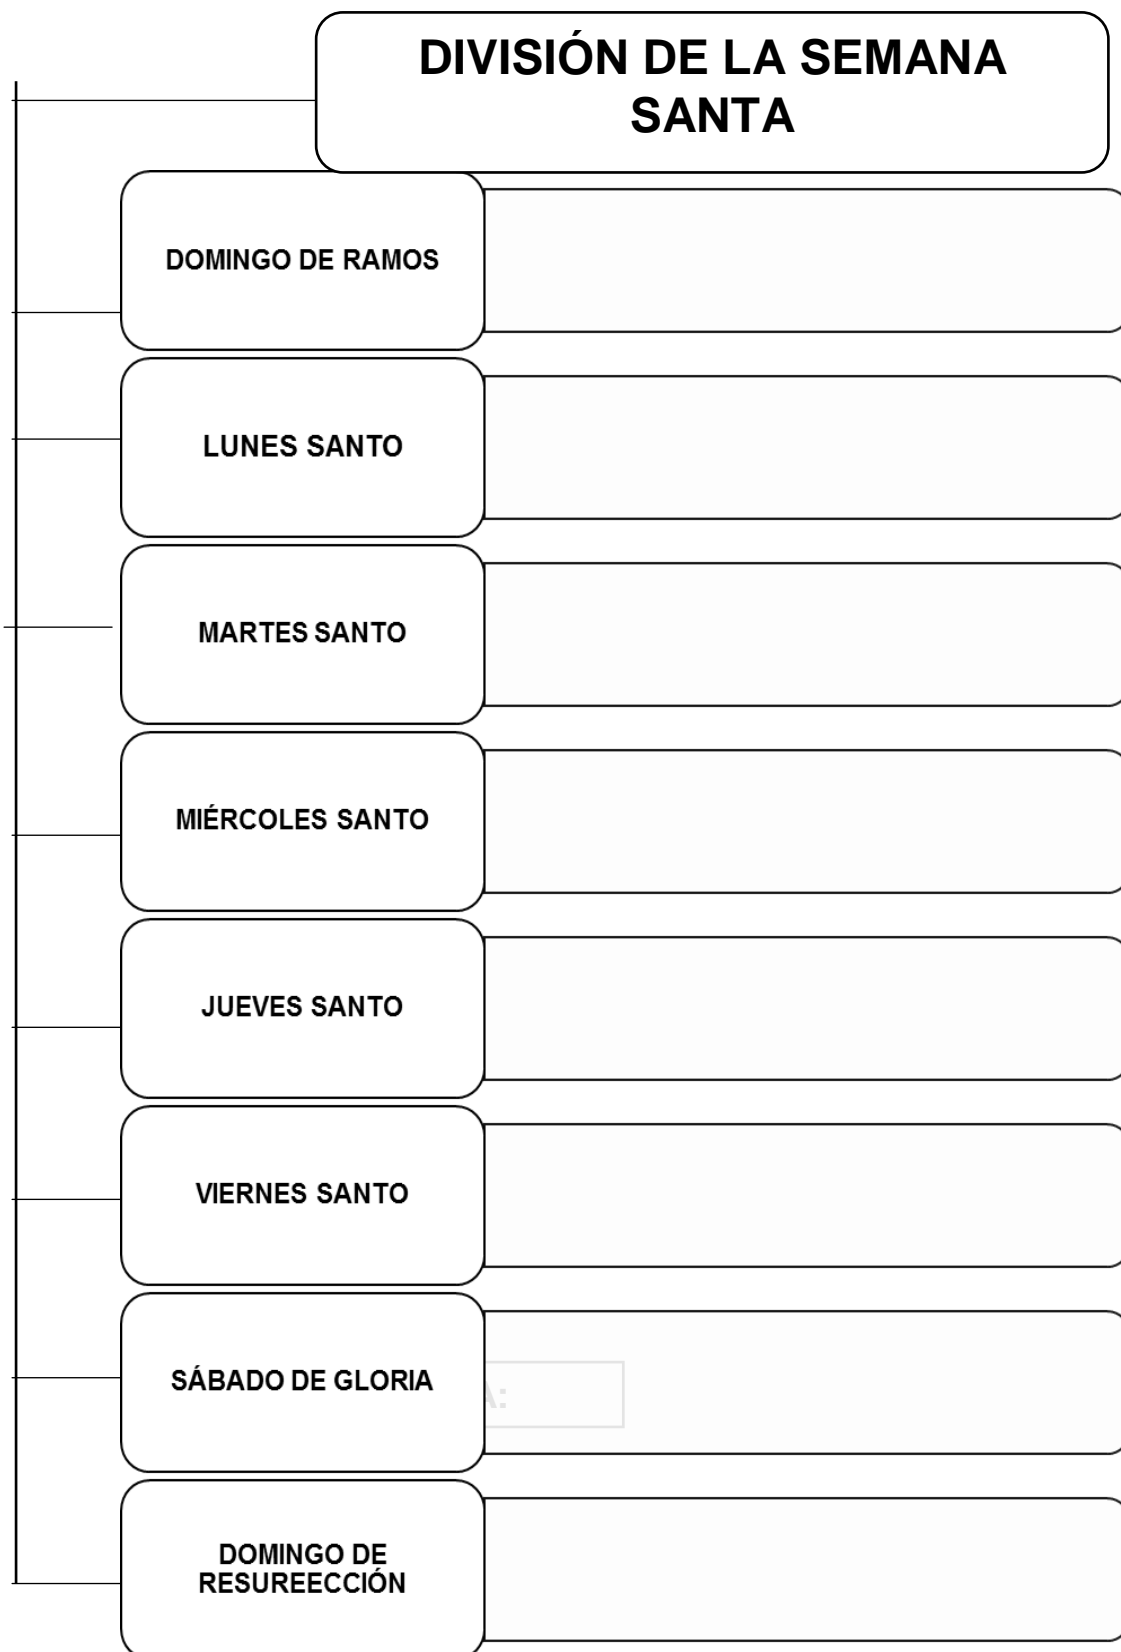 DIVISIÓN DE LA SEMANA
SANTA
DOMINGO DE RAMOS
LUNES SANTO
MARTES SANTO
MIÉRCOLES SANTO
JUEVES SANTO
VIERNES SANTO
SÁBADO DE GLORIA
A:
DOMINGO DE
RESUREECCIÓN